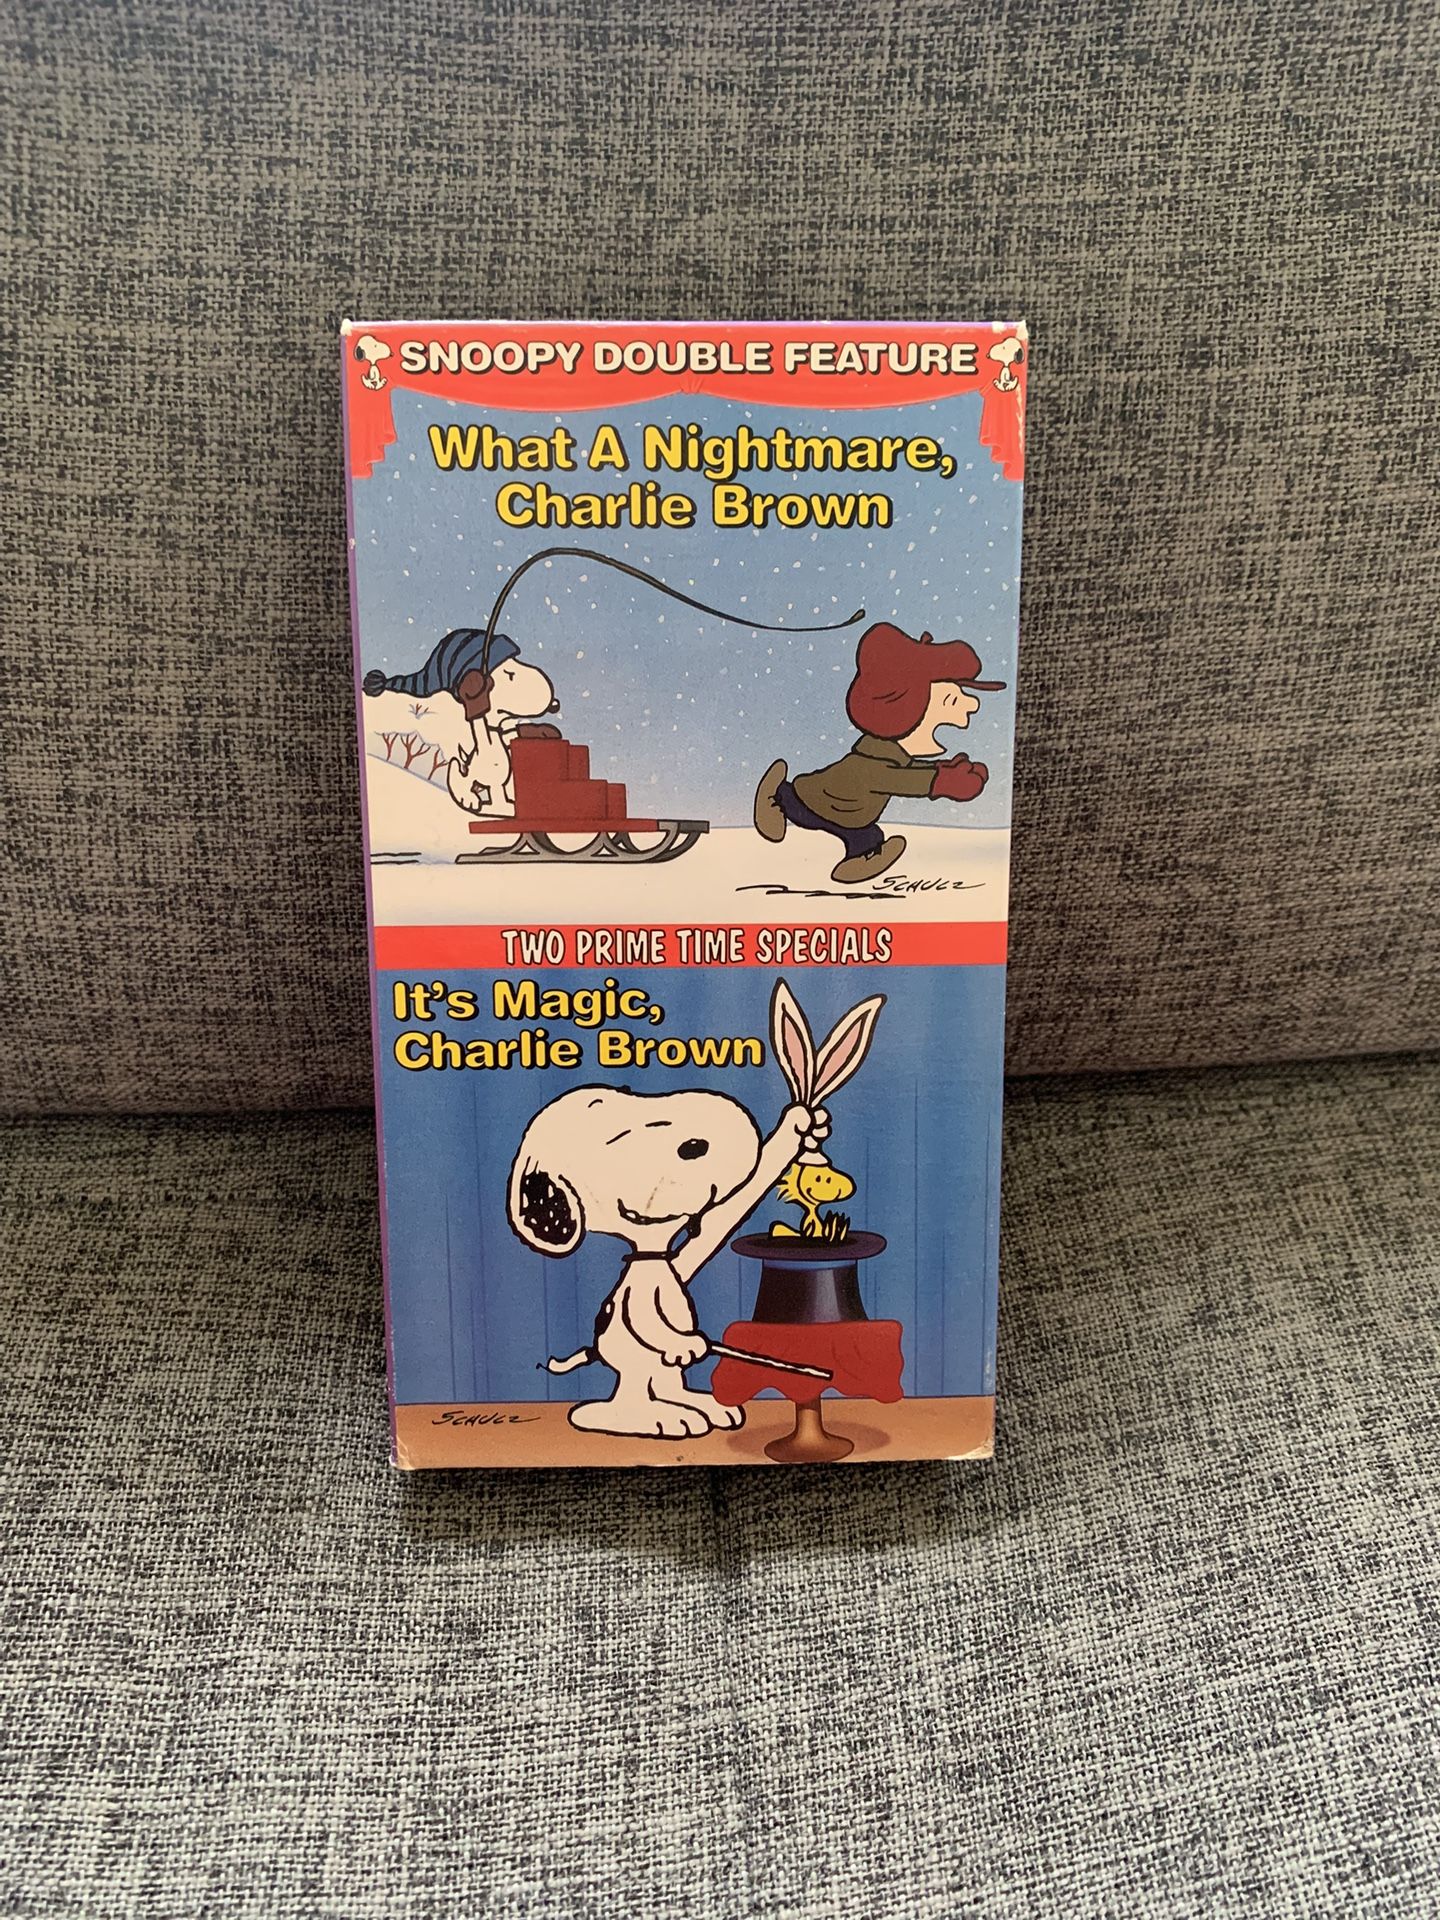 SNOOPY DOUBLE FEATURE
What A Nightmare,
Charlie Brown
SCHULZ
TWO PRIME TIME SPECIALS
It's Magic,
Charlie Brown
SCHULZ